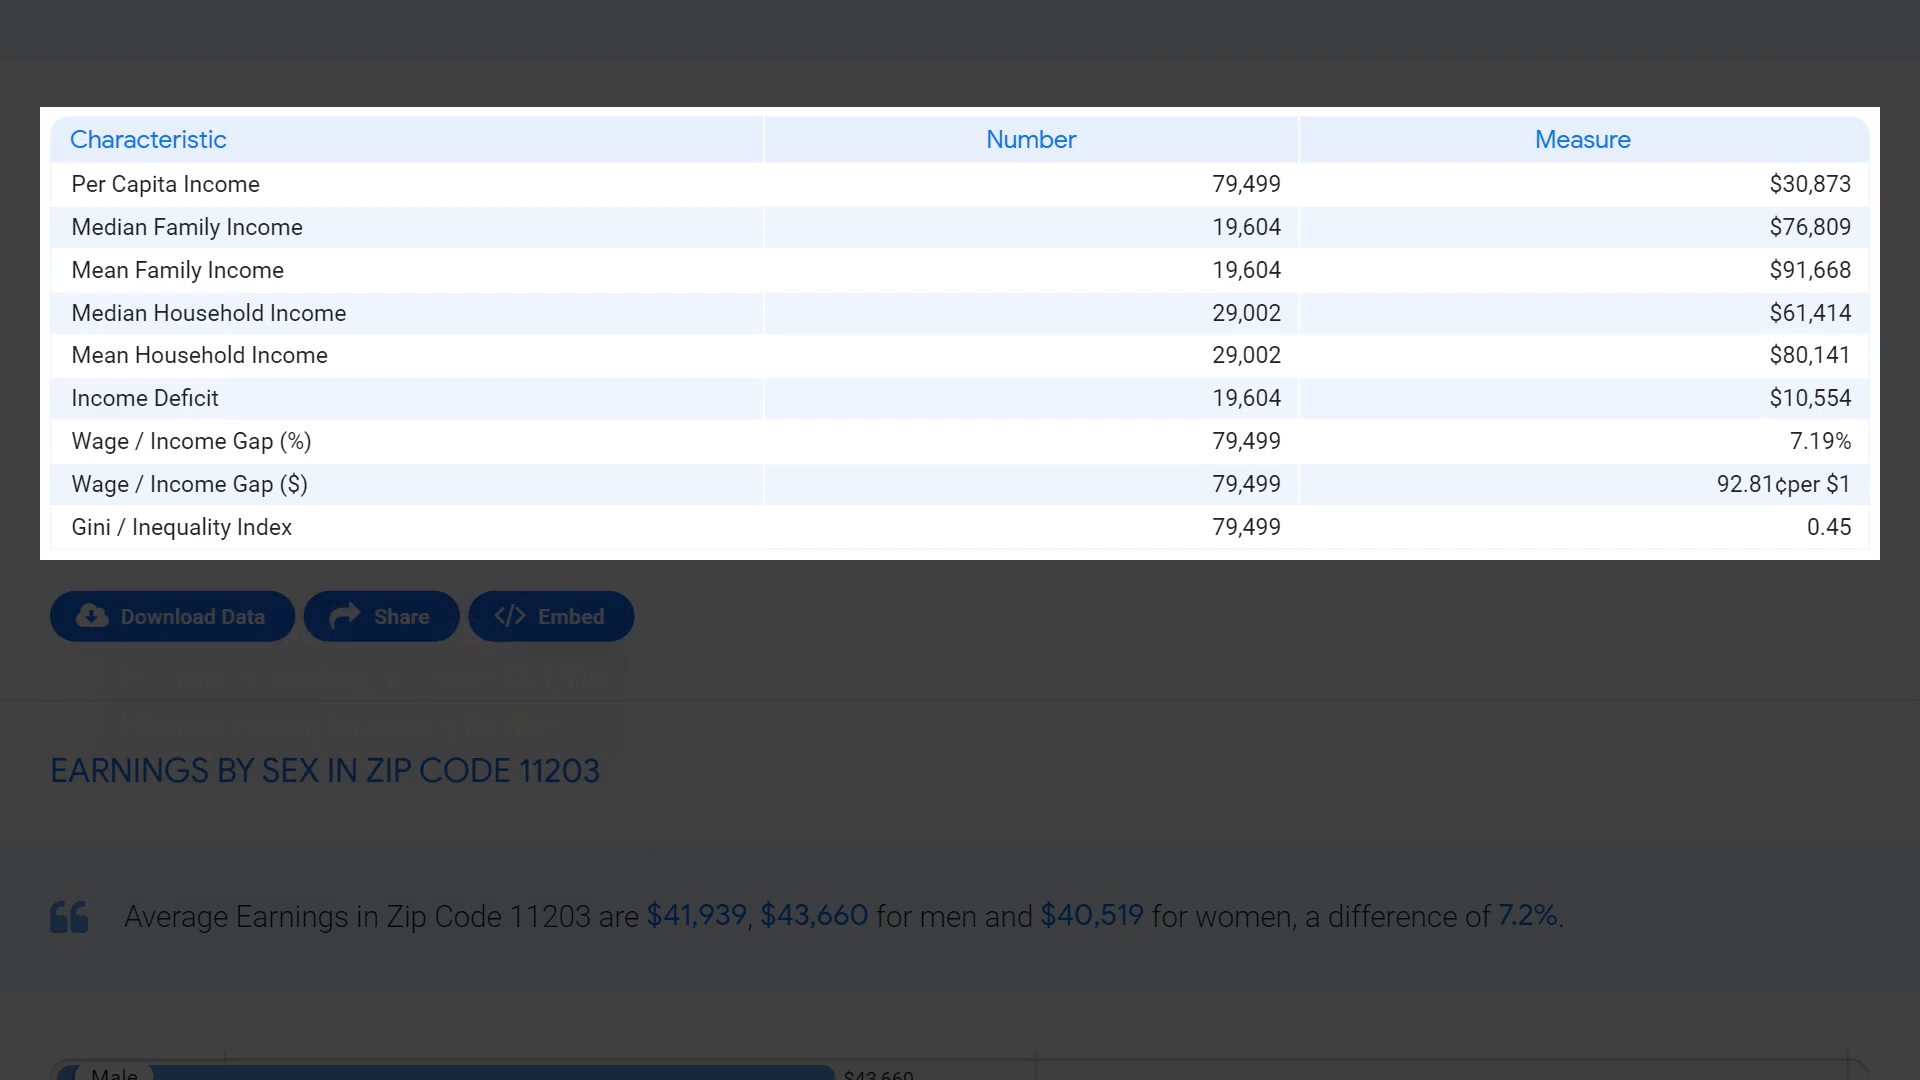 Characteristic Number Measure
Per Capita Income 79,499 $30,873
Median Family Income 19,604 $76,809
Mean Family Income 19,604 $91,668
Median Household Income 29,002 $61,414
Mean Household Income 29,002 $80,141
Income Deficit 19,604 $10,554
Wage / Income Gap (%) 79,499 7.19%
Wage / Income Gap ($) 79,499 92.81¢per $1
Gini / Inequality Index 79,499 0.45
Download Data Share </> Embed
EARNINGS BY SEX IN ZIP CODE 11203
Average Earnings in Zip Code 11203 are $41,939, $43,660 for men and $40,519 for women, a difference of 7.2%.
Male $43,660